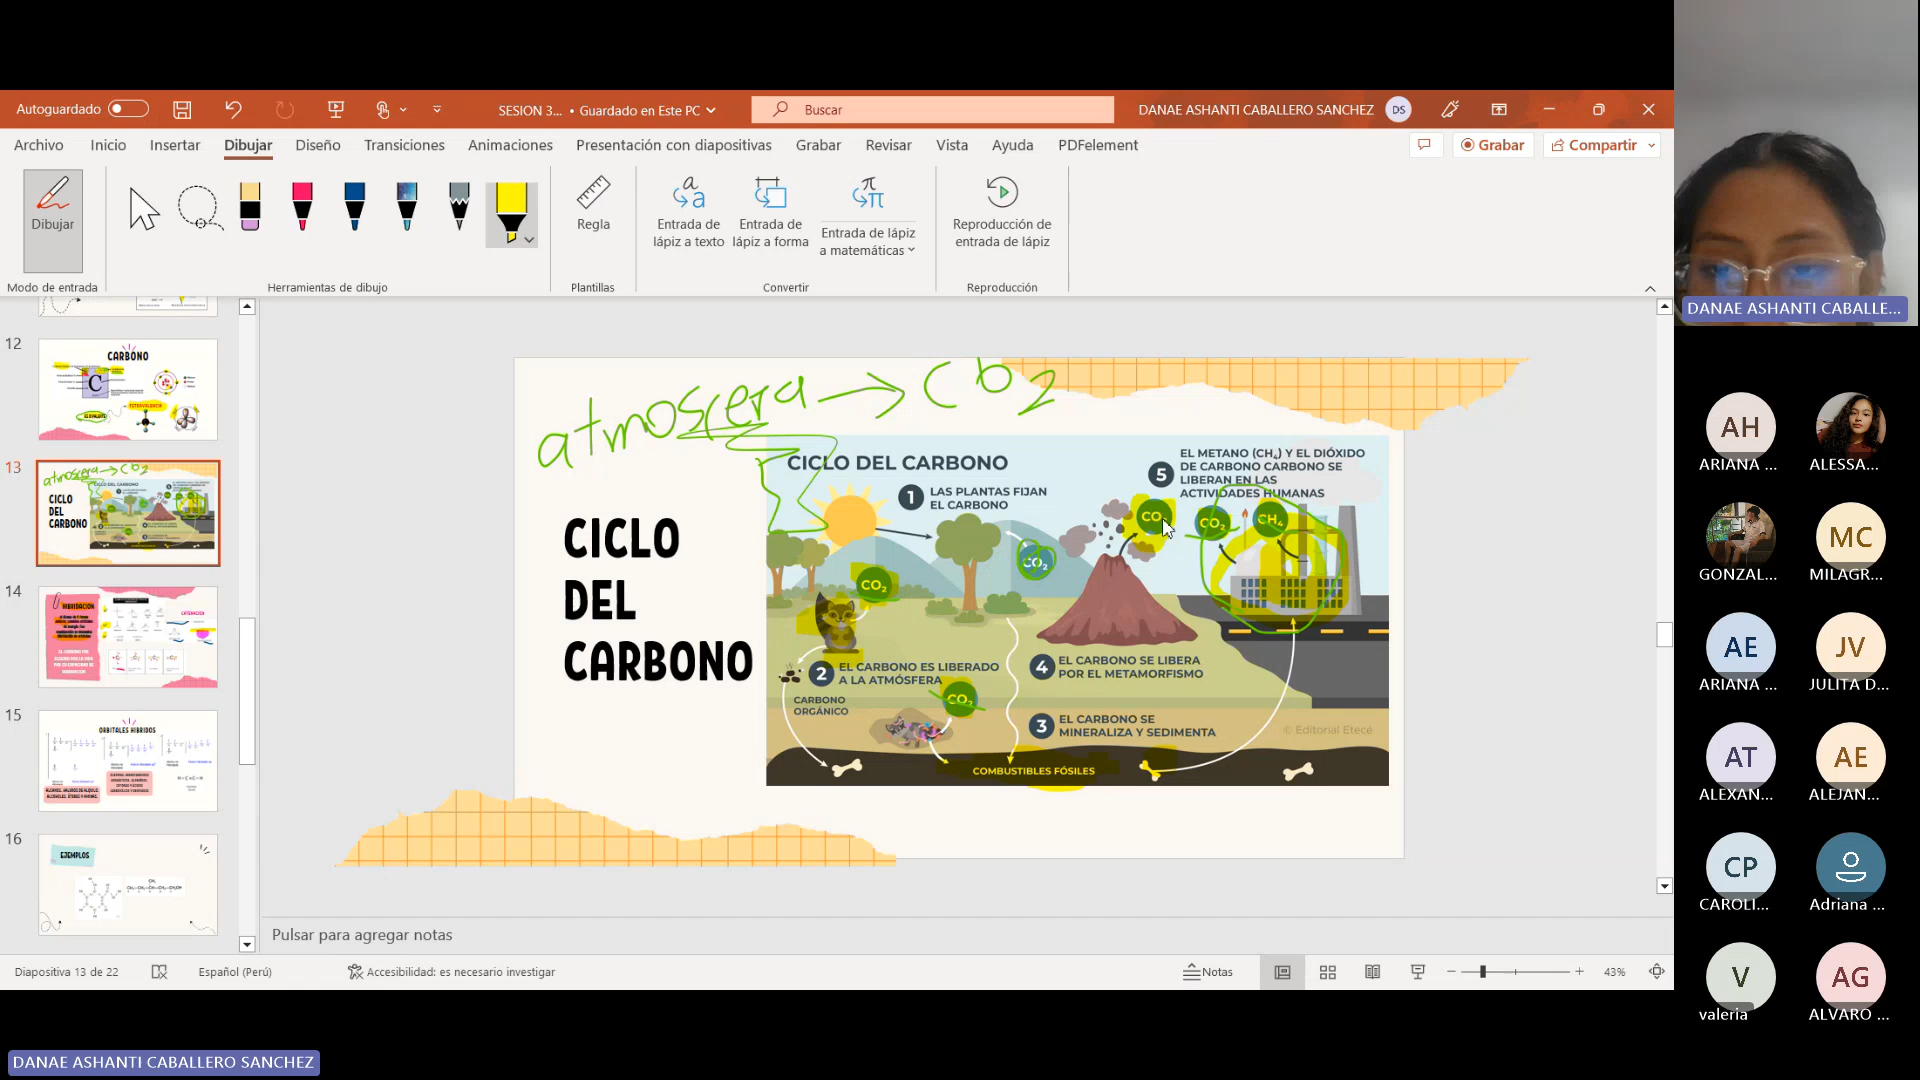 Autoguardado
SESION 3... • Guardado en Este PC
Buscar
DANAE ASHANTI CABALLERO SANCHEZ
DS
Archivo
Inicio
Insertar
Dibujar
Diseño
Transiciones
Animaciones
Presentación con diapositivas
Grabar
Revisar
Vista
Ayuda
PDFelement
Grabar
Compartir
Dibujar
Regla
Entrada de
lápiz a texto
Entrada de
lápiz a forma
Entrada de lápiz
a matemáticas
Reproducción de
entrada de lápiz
Modo de entrada
Herramientas de dibujo
Plantillas
Convertir
Reproducción
12
CARBONO
C
TETRAVALENCIA
13
atmosfera → CO2
CICLO
DEL
CARBONO
CICLO DEL CARBONO
14
HIBRIDACION
15
ORBITALES HIBRIDOS
16
EJEMPLOS
atmosfera → CO2
CICLO
DEL
CARBONO
CICLO DEL CARBONO
1 LAS PLANTAS FIJAN
EL CARBONO
5 EL METANO (CH₄) Y EL DIÓXIDO
DE CARBONO CARBONO SE
LIBERAN EN LAS
ACTIVIDADES HUMANAS
CO₂
CO₂
CH₄
CO₂
CO₂
2 EL CARBONO ES LIBERADO
A LA ATMÓSFERA
CO₂
CARBONO
ORGÁNICO
4 EL CARBONO SE LIBERA
POR EL METAMORFISMO
3 EL CARBONO SE
MINERALIZA Y SEDIMENTA
© Editorial Etecé
COMBUSTIBLES FÓSILES
Pulsar para agregar notas
Diapositiva 13 de 22
Español (Perú)
Accesibilidad: es necesario investigar
Notas
43%
DANAE ASHANTI CABALLE...
AH
ARIANA ...
ALESSA...
GONZAL...
MC
MILAGR...
AE
ARIANA ...
JV
JULITA D...
AT
ALEXAN...
AE
ALEJAN...
CP
CAROLI...
Adriana ...
V
valeria
AG
ALVARO ...
DANAE ASHANTI CABALLERO SANCHEZ